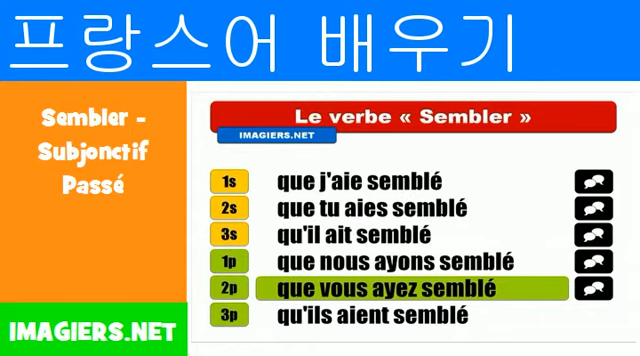 프랑스어 배우기
Sembler -
Subjonctif
Passé
IMAGIERS.NET
Le verbe « Sembler »
IMAGIERS.NET
1s que j'aie semblé
2s que tu aies semblé
3s qu'il ait semblé
1p que nous ayons semblé
2p que vous ayez semblé
3p qu'ils aient semblé